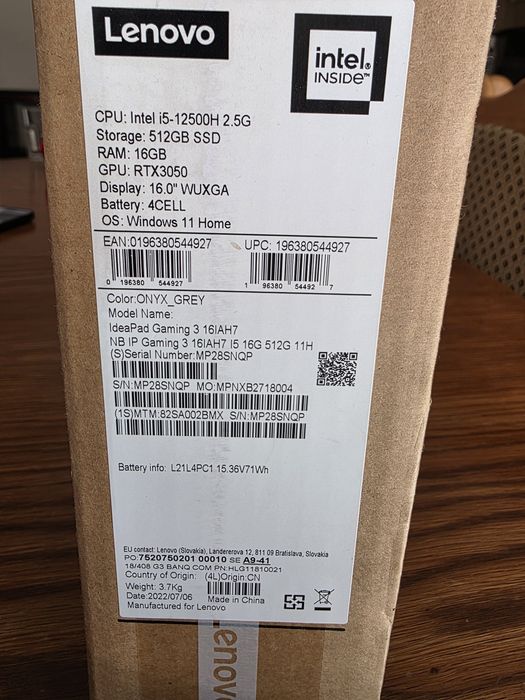 Lenovo
intel.
INSIDE™
CPU: Intel i5-12500H 2.5G
Storage: 512GB SSD
RAM: 16GB
GPU: RTX3050
Display: 16.0" WUXGA
Battery: 4CELL
OS: Windows 11 Home
EAN:0196380544927 UPC: 196380544927
0 196380 544927 1 96380 54492 7
Color:ONYX_GREY
Model Name:
IdeaPad Gaming 3 16IAH7
NB IP Gaming 3 16IAH7 I5 16G 512G 11H
(S)Serial Number:MP28SNQP
S/N:MP28SNQP MO:MPNXB2718004
(1S)MTM:82SA002BMX S/N:MP28SNQP
Battery info: L21L4PC1 15.36V71Wh
EU contact: Lenovo (Slovakia), Landererova 12, 811 09 Bratislava, Slovakia
PO:7520750201 00010 SE A9-41
18/408 G3 BANQ COM PN:HLG11810021
Country of Origin: (4L)Origin:CN
Weight: 3.7Kg
Date:2022/07/06 Made in China
Manufactured for Lenovo
Lenov